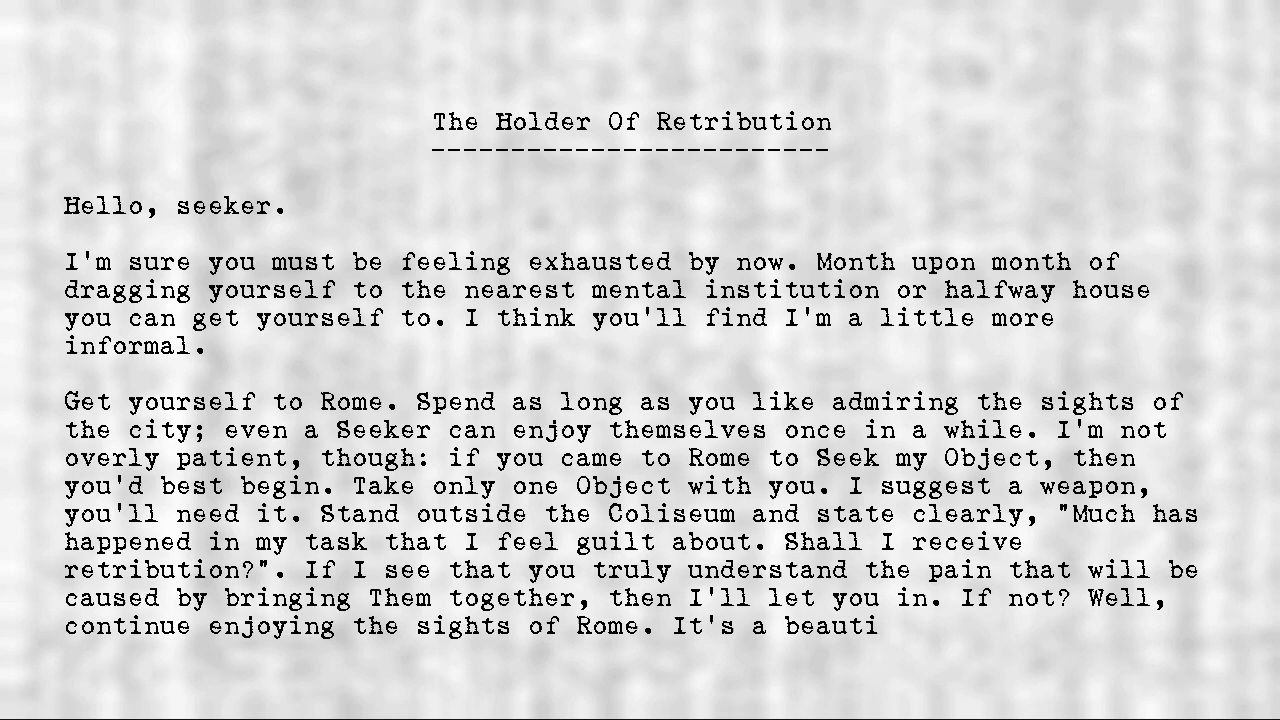 The Holder Of Retribution
-------------------------
Hello, seeker.
I'm sure you must be feeling exhausted by now. Month upon month of
dragging yourself to the nearest mental institution or halfway house
you can get yourself to. I think you'll find I'm a little more
informal.
Get yourself to Rome. Spend as long as you like admiring the sights of
the city; even a Seeker can enjoy themselves once in a while. I'm not
overly patient, though: if you came to Rome to Seek my Object, then
you'd best begin. Take only one Object with you. I suggest a weapon,
you'll need it. Stand outside the Coliseum and state clearly, "Much has
happened in my task that I feel guilt about. Shall I receive
retribution?". If I see that you truly understand the pain that will be
caused by bringing Them together, then I'll let you in. If not? Well,
continue enjoying the sights of Rome. It's a beauti